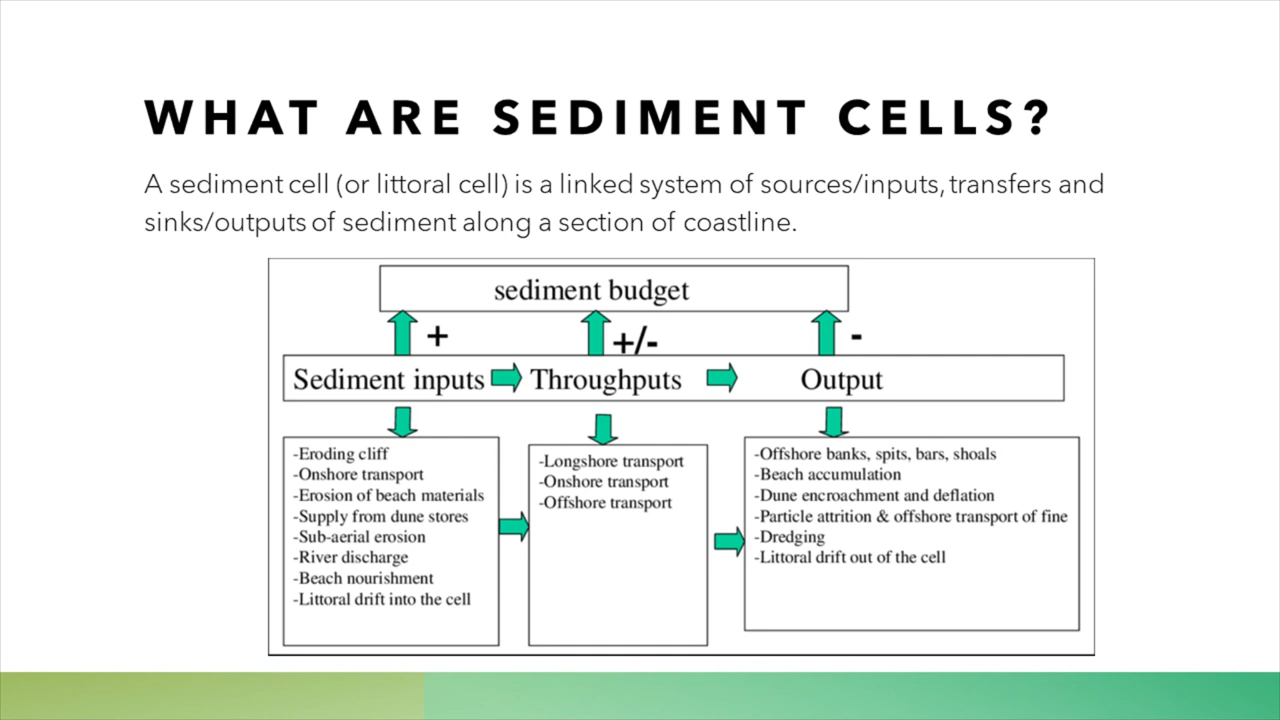 WHAT ARE SEDIMENT CELLS?
A sediment cell (or littoral cell) is a linked system of sources/inputs, transfers and
sinks/outputs of sediment along a section of coastline.
sediment budget
+ +/- -
Sediment inputs Throughputs Output
-Eroding cliff
-Onshore transport
-Erosion of beach materials
-Supply from dune stores
-Sub-aerial erosion
-River discharge
-Beach nourishment
-Littoral drift into the cell
-Longshore transport
-Onshore transport
-Offshore transport
-Offshore banks, spits, bars, shoals
-Beach accumulation
-Dune encroachment and deflation
-Particle attrition & offshore transport of fine
-Dredging
-Littoral drift out of the cell